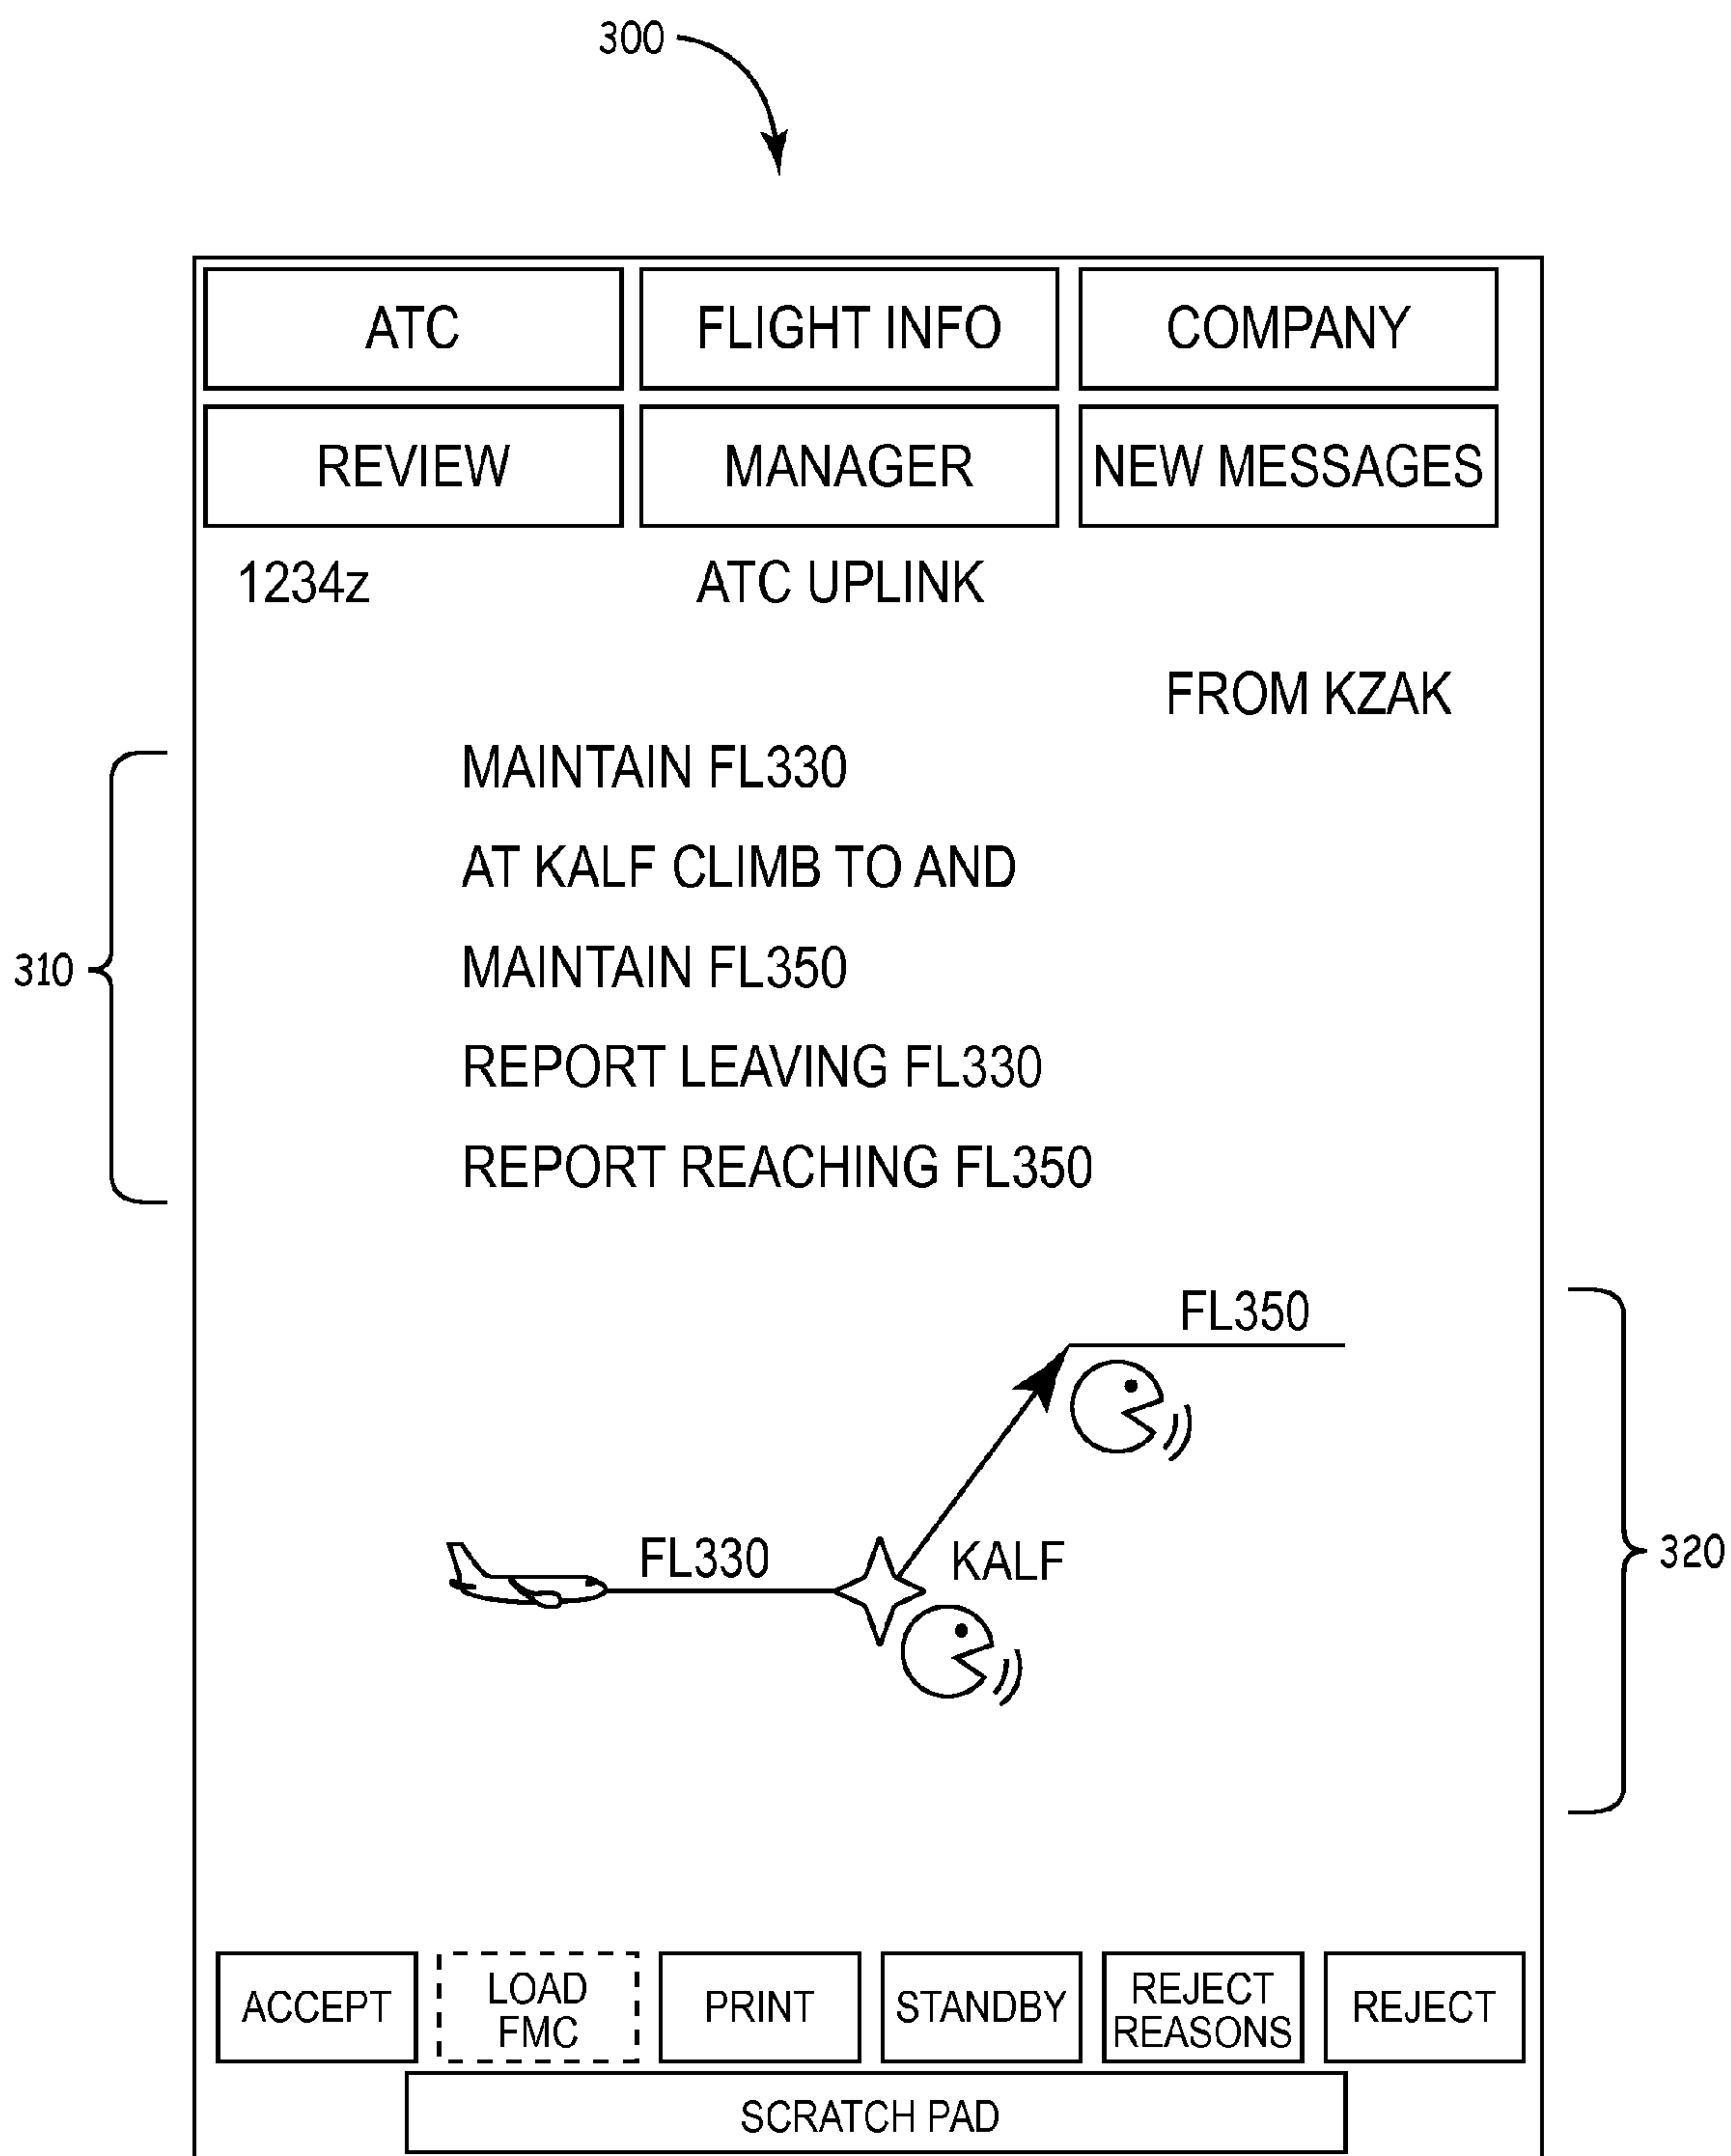 300
ATC FLIGHT INFO COMPANY
REVIEW MANAGER NEW MESSAGES
1234z ATC UPLINK
FROM KZAK
MAINTAIN FL330
AT KALF CLIMB TO AND
310 MAINTAIN FL350
REPORT LEAVING FL330
REPORT REACHING FL350
FL350
FL330 KALF 320
ACCEPT LOAD FMC PRINT STANDBY REJECT REASONS REJECT
SCRATCH PAD